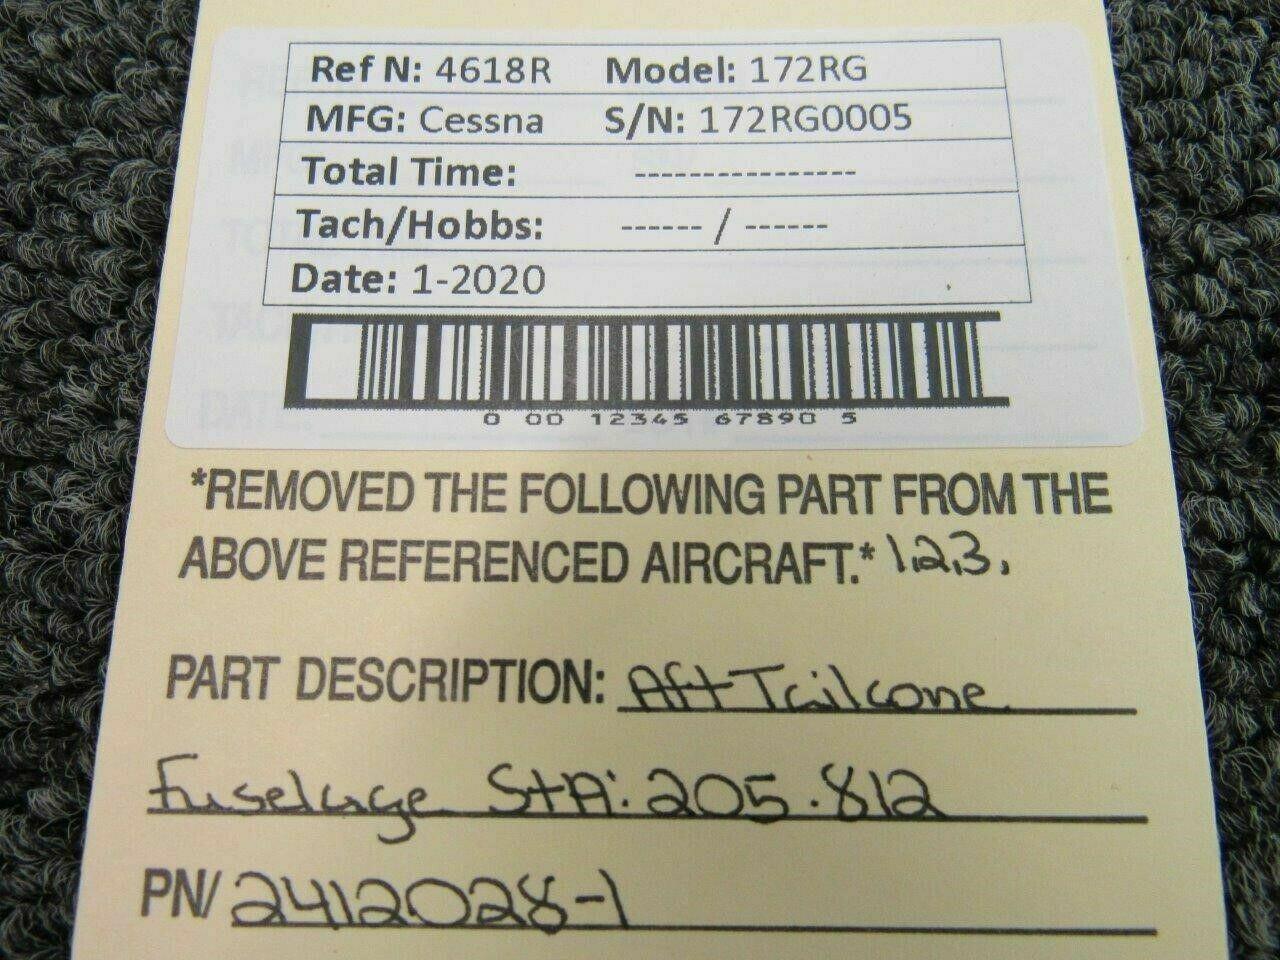 Ref N: 4618R Model: 172RG
MFG: Cessna S/N: 172RG0005
Total Time: ----------------
Tach/Hobbs: ------ / ------
Date: 1-2020
0 00 12345 67890 5
*REMOVED THE FOLLOWING PART FROM THE
ABOVE REFERENCED AIRCRAFT.* 1,2,3,
PART DESCRIPTION: Aft Tailcone
Fuselage StA: 205.812
PN/ 2412028-1